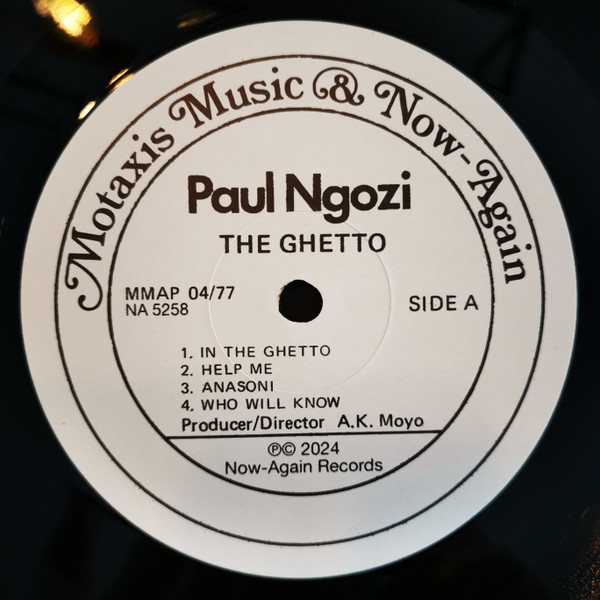 Motaxis Music & Now-Again
Paul Ngozi
THE GHETTO
MMAP 04/77
NA 5258
SIDE A
1. IN THE GHETTO
2. HELP ME
3. ANASONI
4. WHO WILL KNOW
Producer/Director A.K. Moyo
℗© 2024
Now-Again Records